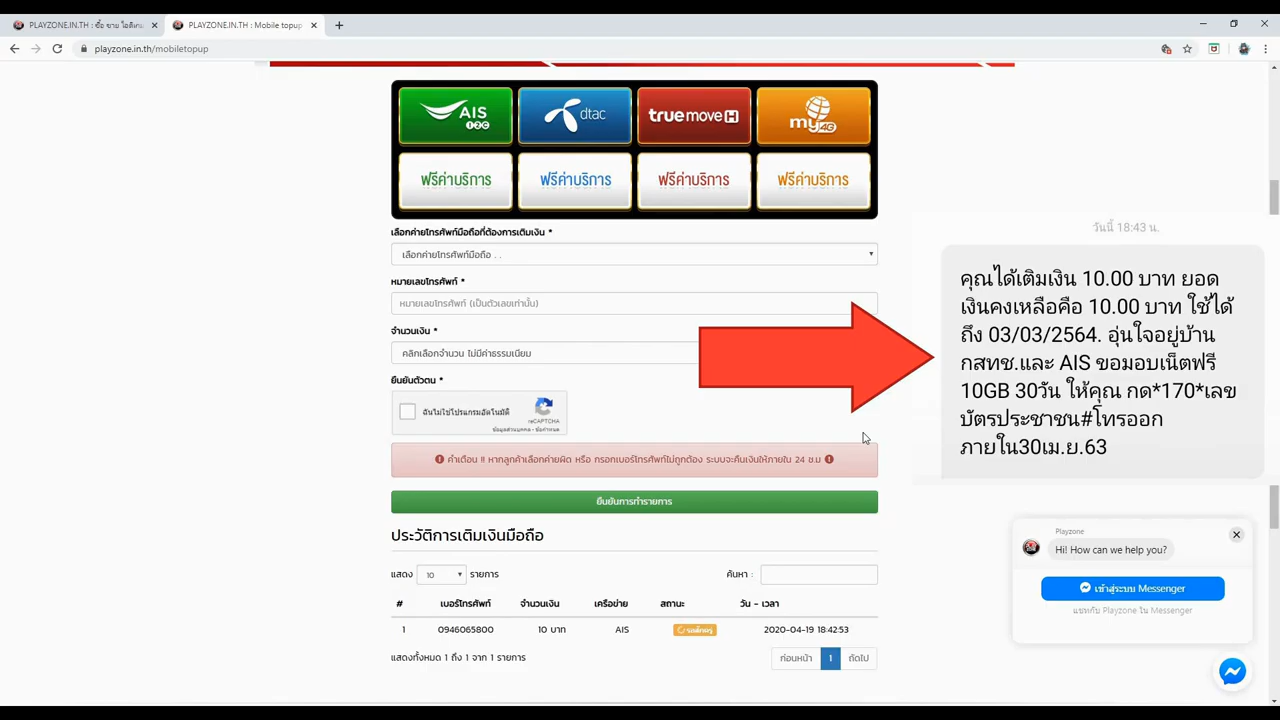 PLAYZONE.IN.TH : ซื้อ ขาย ไอดีเกม
PLAYZONE.IN.TH : Mobile topup
playzone.in.th/mobiletopup
AIS
dtac
truemove H
my 4G
ฟรีค่าบริการ
ฟรีค่าบริการ
ฟรีค่าบริการ
ฟรีค่าบริการ
เลือกค่ายโทรศัพท์มือถือที่ต้องการเติมเงิน *
เลือกค่ายโทรศัพท์มือถือ . .
หมายเลขโทรศัพท์ *
หมายเลขโทรศัพท์ (เป็นตัวเลขเท่านั้น)
จำนวนเงิน *
คลิกเลือกจำนวน ไม่มีค่าธรรมเนียม
ยืนยันตัวตน *
ฉันไม่ใช่โปรแกรมอัตโนมัติ
reCAPTCHA
ข้อมูลส่วนบุคคล - ข้อกำหนด
คำเตือน !! หากลูกค้าเลือกค่ายผิด หรือ กรอกเบอร์โทรศัพท์ไม่ถูกต้อง ระบบจะคืนเงินให้ภายใน 24 ช.ม
ยืนยันการทำรายการ
ประวัติการเติมเงินมือถือ
แสดง 10 รายการ
ค้นหา :
# เบอร์โทรศัพท์ จำนวนเงิน เครือข่าย สถานะ วัน - เวลา
1 0946065800 10 บาท AIS รอสักครู่ 2020-04-19 18:42:53
แสดงทั้งหมด 1 ถึง 1 จาก 1 รายการ
ก่อนหน้า 1 ถัดไป
วันนี้ 18:43 น.
คุณได้เติมเงิน 10.00 บาท ยอด
เงินคงเหลือคือ 10.00 บาท ใช้ได้
ถึง 03/03/2564. อุ่นใจอยู่บ้าน
กสทช.และ AIS ขอมอบเน็ตฟรี
10GB 30วัน ให้คุณ กด*170*เลข
บัตรประชาชน#โทรออก
ภายใน30เม.ย.63
Playzone
Hi! How can we help you?
เข้าสู่ระบบ Messenger
แชทกับ Playzone ใน Messenger